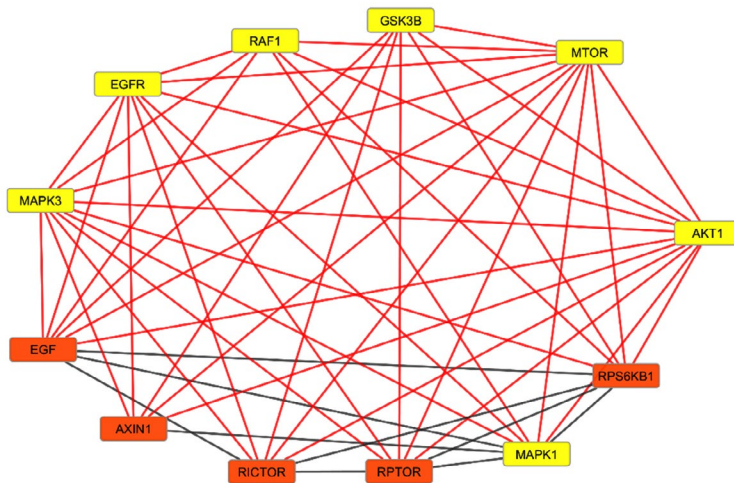 GSK3B
RAF1
MTOR
EGFR
MAPK3
AKT1
EGF
RPS6KB1
AXIN1
MAPK1
RICTOR
RPTOR